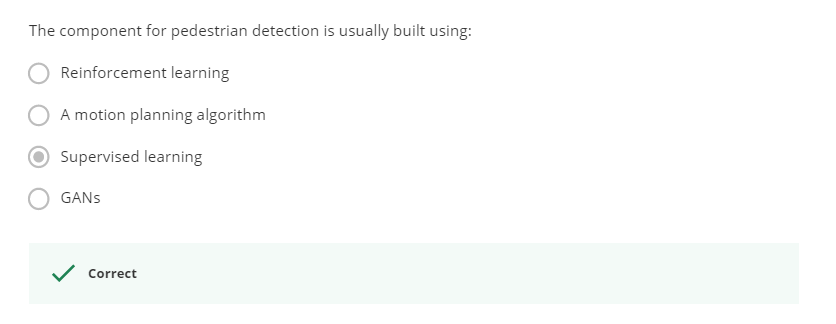 The component for pedestrian detection is usually built using:
Reinforcement learning
A motion planning algorithm
Supervised learning
GANs
Correct